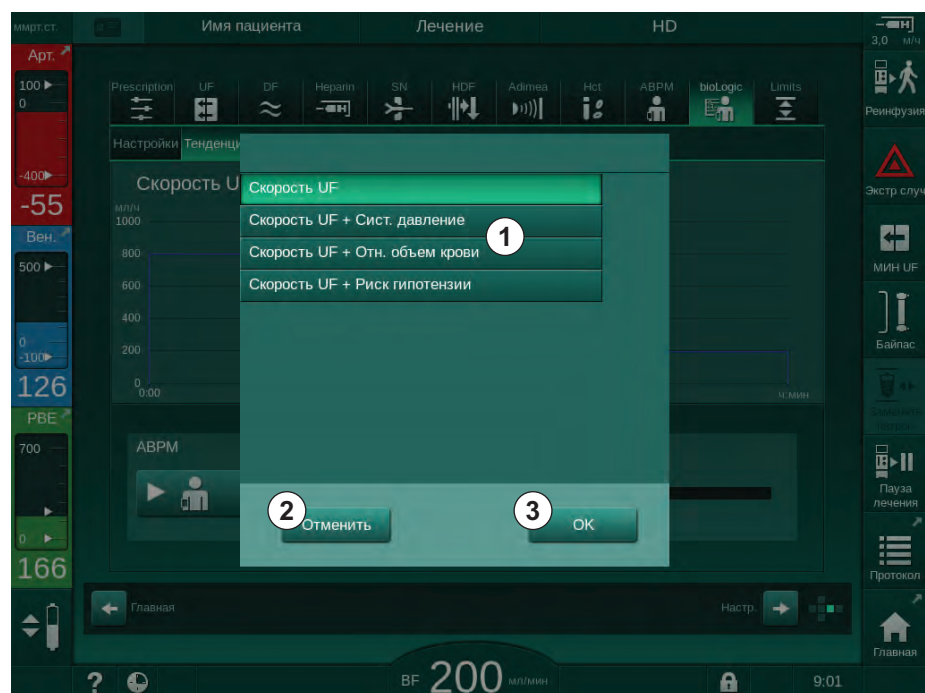 ммрт.ст. Имя пациента Лечение HD
3,0 м/ч
Арт.
100
0
-400
-55
Вен.
500
0
-100
126
PBE
700
0
166
Prescription UF DF Heparin SN HDF Adimea Hct ABPM bioLogic Limits
Настройки Тенденц
Скорость U
мл/ч
1000
800
600
400
200
0
0:00
ч:мин
Скорость UF
Скорость UF + Сист. давление
1
Скорость UF + Отн. объем крови
Скорость UF + Риск гипотензии
ABPM
2
Отменить
3
OK
Главная
Настр.
Реинфузия
Экстр случ
МИН UF
Байпас
Пауза
лечения
Протокол
Главная
?
BF 200 мл/мин
9:01